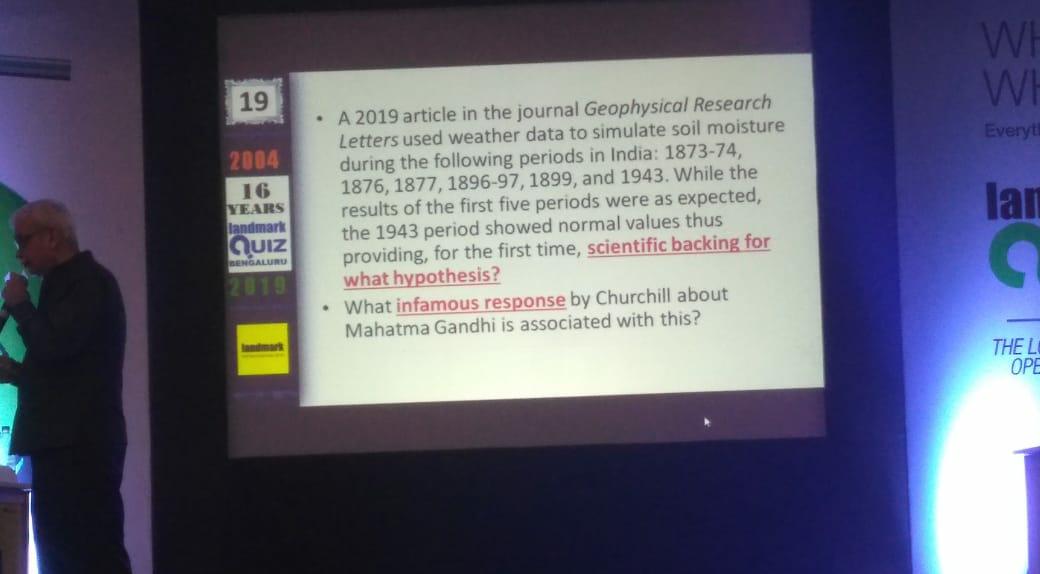 19
2004
16
YEARS
landmark
QUIZ
BENGALURU
2019
landmark
• A 2019 article in the journal Geophysical Research
Letters used weather data to simulate soil moisture
during the following periods in India: 1873-74,
1876, 1877, 1896-97, 1899, and 1943. While the
results of the first five periods were as expected,
the 1943 period showed normal values thus
providing, for the first time, scientific backing for
what hypothesis?
• What infamous response by Churchill about
Mahatma Gandhi is associated with this?
WH
WH
Everyt
lan
THE LO
OPE